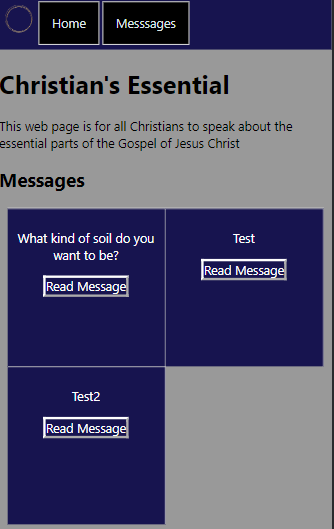 Home
Messsages
Christian's Essential
This web page is for all Christians to speak about the
essential parts of the Gospel of Jesus Christ
Messages
What kind of soil do you
want to be?
Read Message
Test
Read Message
Test2
Read Message